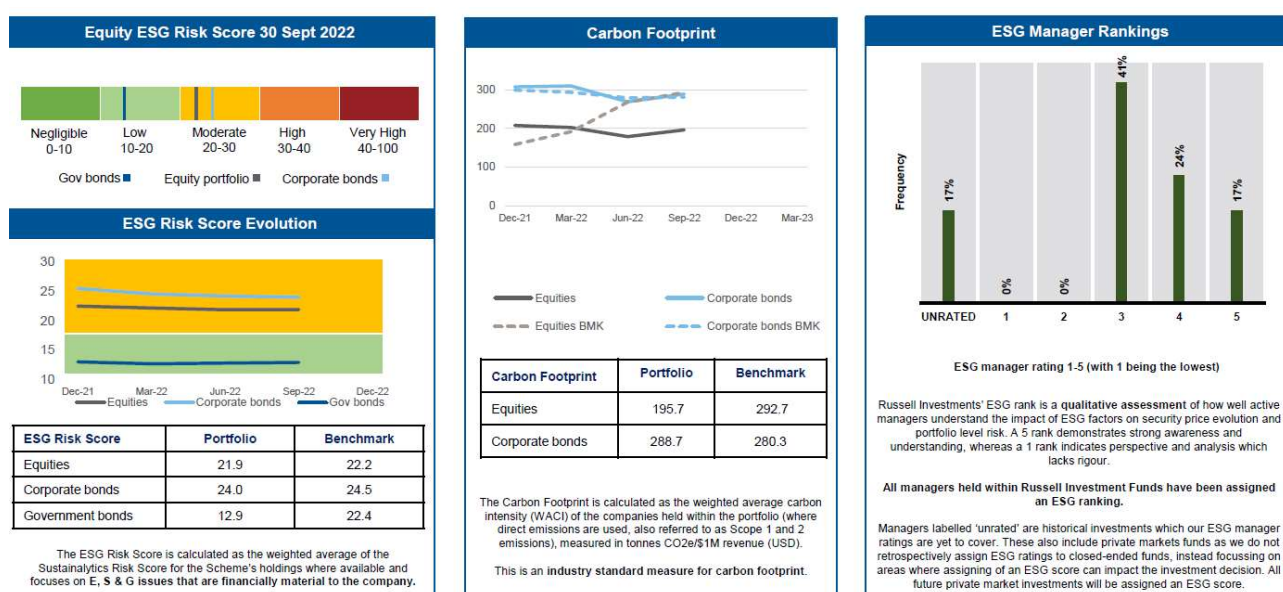 Equity ESG Risk Score 30 Sept 2022
Negligible
0-10
Low
10-20
Moderate
20-30
High
30-40
Very High
40-100
Gov bonds
Equity portfolio
Corporate bonds
ESG Risk Score Evolution
30
25
20
15
10
Dec-21
Mar-22
Jun-22
Sep-22
Dec-22
Equities
Corporate bonds
Gov bonds
ESG Risk Score Portfolio Benchmark
Equities 21.9 22.2
Corporate bonds 24.0 24.5
Government bonds 12.9 22.4
The ESG Risk Score is calculated as the weighted average of the
Sustainalytics Risk Score for the Scheme's holdings where available and
focuses on E, S & G issues that are financially material to the company.
Carbon Footprint
300
200
100
0
Dec-21
Mar-22
Jun-22
Sep-22
Dec-22
Mar-23
Equities
Corporate bonds
Equities BMK
Corporate bonds BMK
Carbon Footprint Portfolio Benchmark
Equities 195.7 292.7
Corporate bonds 288.7 280.3
The Carbon Footprint is calculated as the weighted average carbon
intensity (WACI) of the companies held within the portfolio (where
direct emissions are used, also referred to as Scope 1 and 2
emissions), measured in tonnes CO2e/$1M revenue (USD).
This is an industry standard measure for carbon footprint.
ESG Manager Rankings
Frequency
17%
0%
0%
41%
24%
17%
UNRATED
1
2
3
4
5
ESG manager rating 1-5 (with 1 being the lowest)
Russell Investments' ESG rank is a qualitative assessment of how well active
managers understand the impact of ESG factors on security price evolution and
portfolio level risk. A 5 rank demonstrates strong awareness and
understanding, whereas a 1 rank indicates perspective and analysis which
lacks rigour.
All managers held within Russell Investment Funds have been assigned
an ESG ranking.
Managers labelled 'unrated' are historical investments which our ESG manager
ratings are yet to cover. These also include private markets funds as we do not
retrospectively assign ESG ratings to closed-ended funds, instead focussing on
areas where assigning of an ESG score can impact the investment decision. All
future private market investments will be assigned an ESG score.